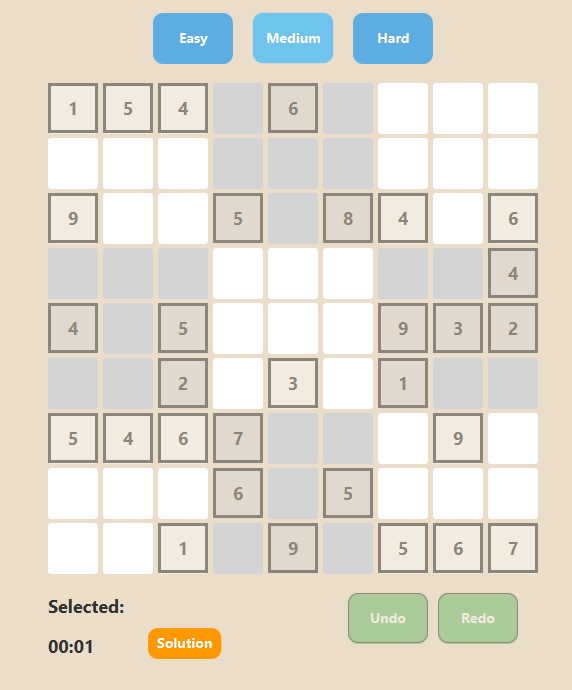 Easy Medium Hard
1 5 4 6
9 5 8 4 6
4
4 5 9 3 2
2 3 1
5 4 6 7 9
6 5
1 9 5 6 7
Selected:
Undo Redo
00:01 Solution